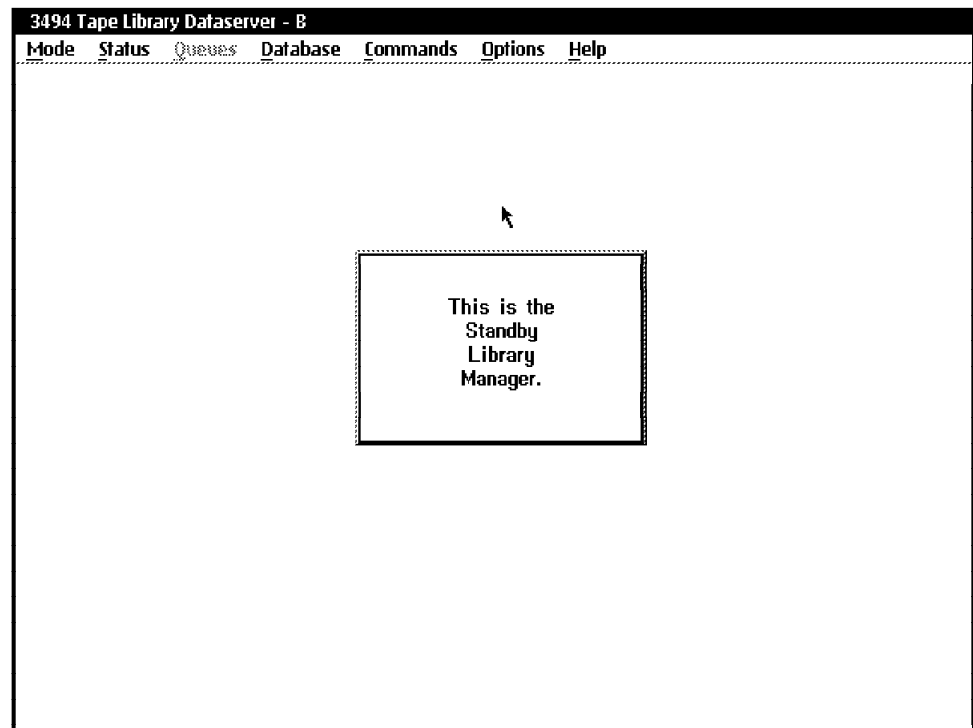 3494 Tape Library Dataserver - B
Mode Status Queues Database Commands Options Help
This is the
Standby
Library
Manager.